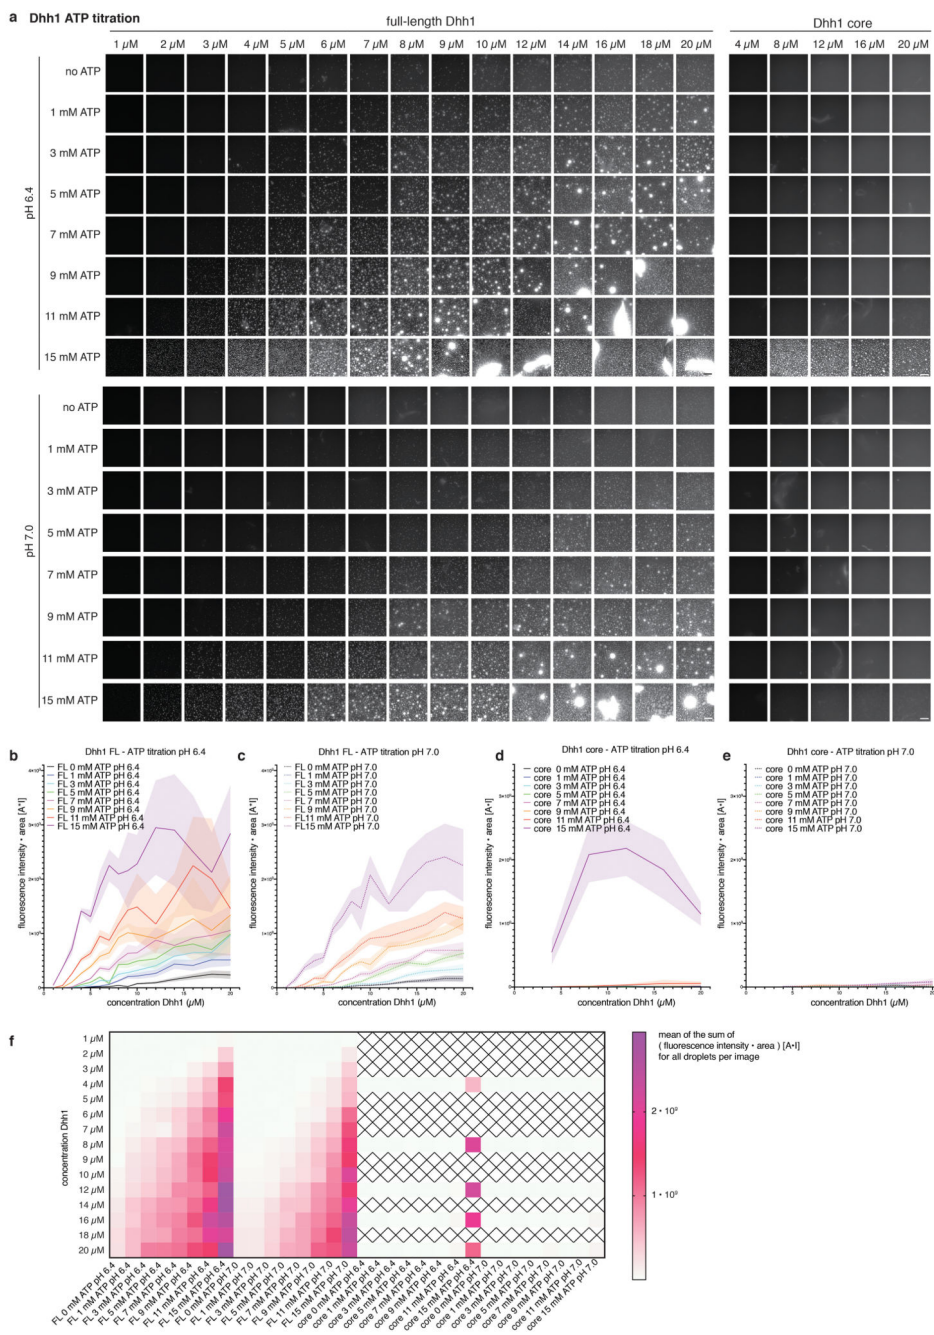 a Dhh1 ATP titration
full-length Dhh1
Dhh1 core
1 µM 2 µM 3 µM 4 µM 5 µM 6 µM 7 µM 8 µM 9 µM 10 µM 12 µM 14 µM 16 µM 18 µM 20 µM 4 µM 8 µM 12 µM 16 µM 20 µM
pH 6.4
no ATP
1 mM ATP
3 mM ATP
5 mM ATP
7 mM ATP
9 mM ATP
11 mM ATP
15 mM ATP
pH 7.0
no ATP
1 mM ATP
3 mM ATP
5 mM ATP
7 mM ATP
9 mM ATP
11 mM ATP
15 mM ATP
b Dhh1 FL - ATP titration pH 6.4
FL 0 mM ATP pH 6.4
FL 1 mM ATP pH 6.4
FL 3 mM ATP pH 6.4
FL 5 mM ATP pH 6.4
FL 7 mM ATP pH 6.4
FL 9 mM ATP pH 6.4
FL 11 mM ATP pH 6.4
FL 15 mM ATP pH 6.4
fluorescence intensity • area [A*I]
0 5 10 15 20
concentration Dhh1 (µM)
c Dhh1 FL - ATP titration pH 7.0
FL 0 mM ATP pH 7.0
FL 1 mM ATP pH 7.0
FL 3 mM ATP pH 7.0
FL 5 mM ATP pH 7.0
FL 7 mM ATP pH 7.0
FL 9 mM ATP pH 7.0
FL11 mM ATP pH 7.0
FL15 mM ATP pH 7.0
fluorescence intensity • area [A•I]
0 5 10 15 20
concentration Dhh1 (µM)
d Dhh1 core - ATP titration pH 6.4
core 0 mM ATP pH 6.4
core 1 mM ATP pH 6.4
core 3 mM ATP pH 6.4
core 5 mM ATP pH 6.4
core 7 mM ATP pH 6.4
core 9 mM ATP pH 6.4
core 11 mM ATP pH 6.4
core 15 mM ATP pH 6.4
fluorescence intensity • area [A•I]
0 5 10 15 20
concentration Dhh1 (µM)
e Dhh1 core - ATP titration pH 7.0
core 0 mM ATP pH 7.0
core 1 mM ATP pH 7.0
core 3 mM ATP pH 7.0
core 5 mM ATP pH 7.0
core 7 mM ATP pH 7.0
core 9 mM ATP pH 7.0
core 11 mM ATP pH 7.0
core 15 mM ATP pH 7.0
fluorescence intensity • area [A•I]
0 5 10 15 20
concentration Dhh1 (µM)
f
concentration Dhh1
1 µM
2 µM
3 µM
4 µM
5 µM
6 µM
7 µM
8 µM
9 µM
10 µM
12 µM
14 µM
16 µM
18 µM
20 µM
mean of the sum of
( fluorescence intensity • area ) [A•I]
for all droplets per image
2 • 10⁹
1 • 10⁹
FL 0 mM ATP pH 6.4
FL 1 mM ATP pH 6.4
FL 3 mM ATP pH 6.4
FL 5 mM ATP pH 6.4
FL 7 mM ATP pH 6.4
FL 9 mM ATP pH 6.4
FL 11 mM ATP pH 6.4
FL 15 mM ATP pH 6.4
FL 0 mM ATP pH 7.0
FL 1 mM ATP pH 7.0
FL 3 mM ATP pH 7.0
FL 5 mM ATP pH 7.0
FL 7 mM ATP pH 7.0
FL 9 mM ATP pH 7.0
FL 11 mM ATP pH 7.0
FL 15 mM ATP pH 7.0
core 0 mM ATP pH 6.4
core 1 mM ATP pH 6.4
core 3 mM ATP pH 6.4
core 5 mM ATP pH 6.4
core 7 mM ATP pH 6.4
core 9 mM ATP pH 6.4
core 11 mM ATP pH 6.4
core 15 mM ATP pH 6.4
core 0 mM ATP pH 7.0
core 1 mM ATP pH 7.0
core 3 mM ATP pH 7.0
core 5 mM ATP pH 7.0
core 7 mM ATP pH 7.0
core 9 mM ATP pH 7.0
core 11 mM ATP pH 7.0
core 15 mM ATP pH 7.0